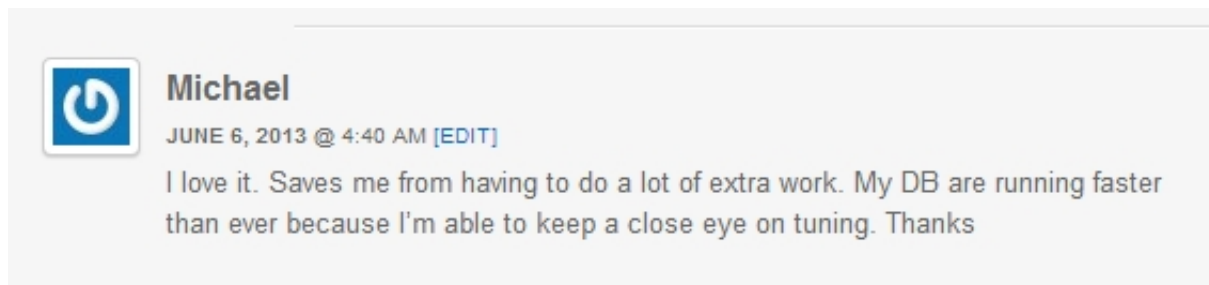 Michael
JUNE 6, 2013 @ 4:40 AM [EDIT]
I love it. Saves me from having to do a lot of extra work. My DB are running faster
than ever because I'm able to keep a close eye on tuning. Thanks